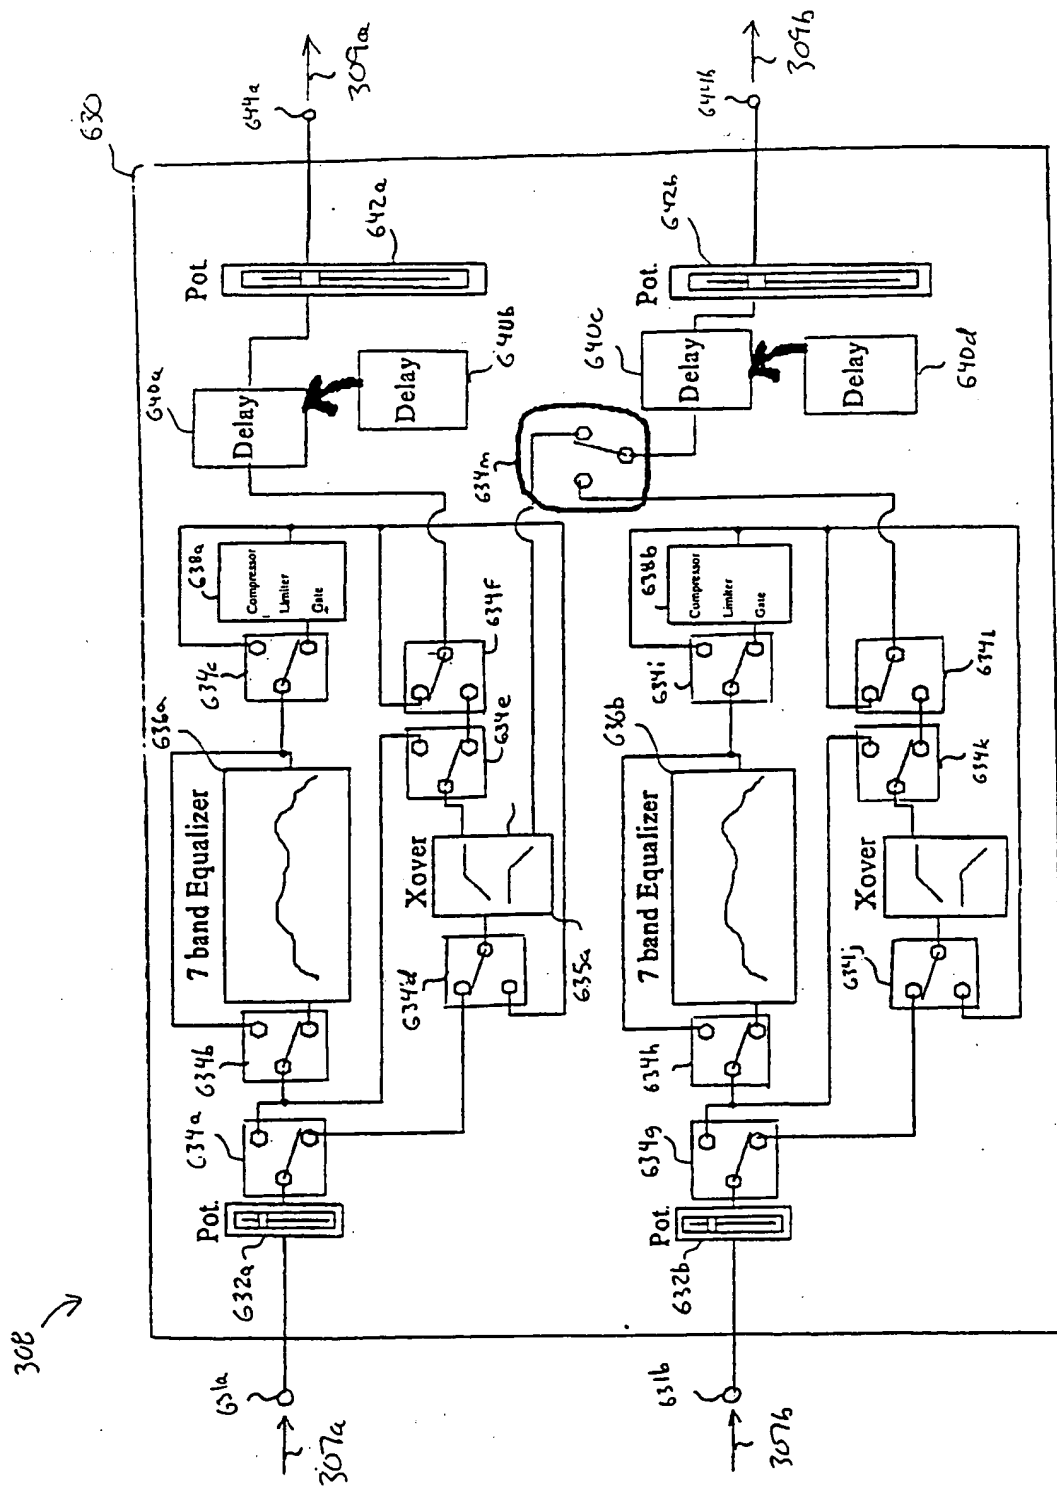 308
630
307a
631a
Pot.
632a
634a
634b
7 band Equalizer
636a
634c
Compressor
Limiter
Gate
638a
634d
Xover
635a
634e
634f
640a
Delay
Delay
640b
Pot.
642a
644a
309a
307b
631b
Pot.
632b
634g
634h
7 band Equalizer
636b
634i
Compressor
Limiter
Gate
638b
634j
Xover
634k
634l
634m
640c
Delay
Delay
640d
Pot.
642b
644b
309b